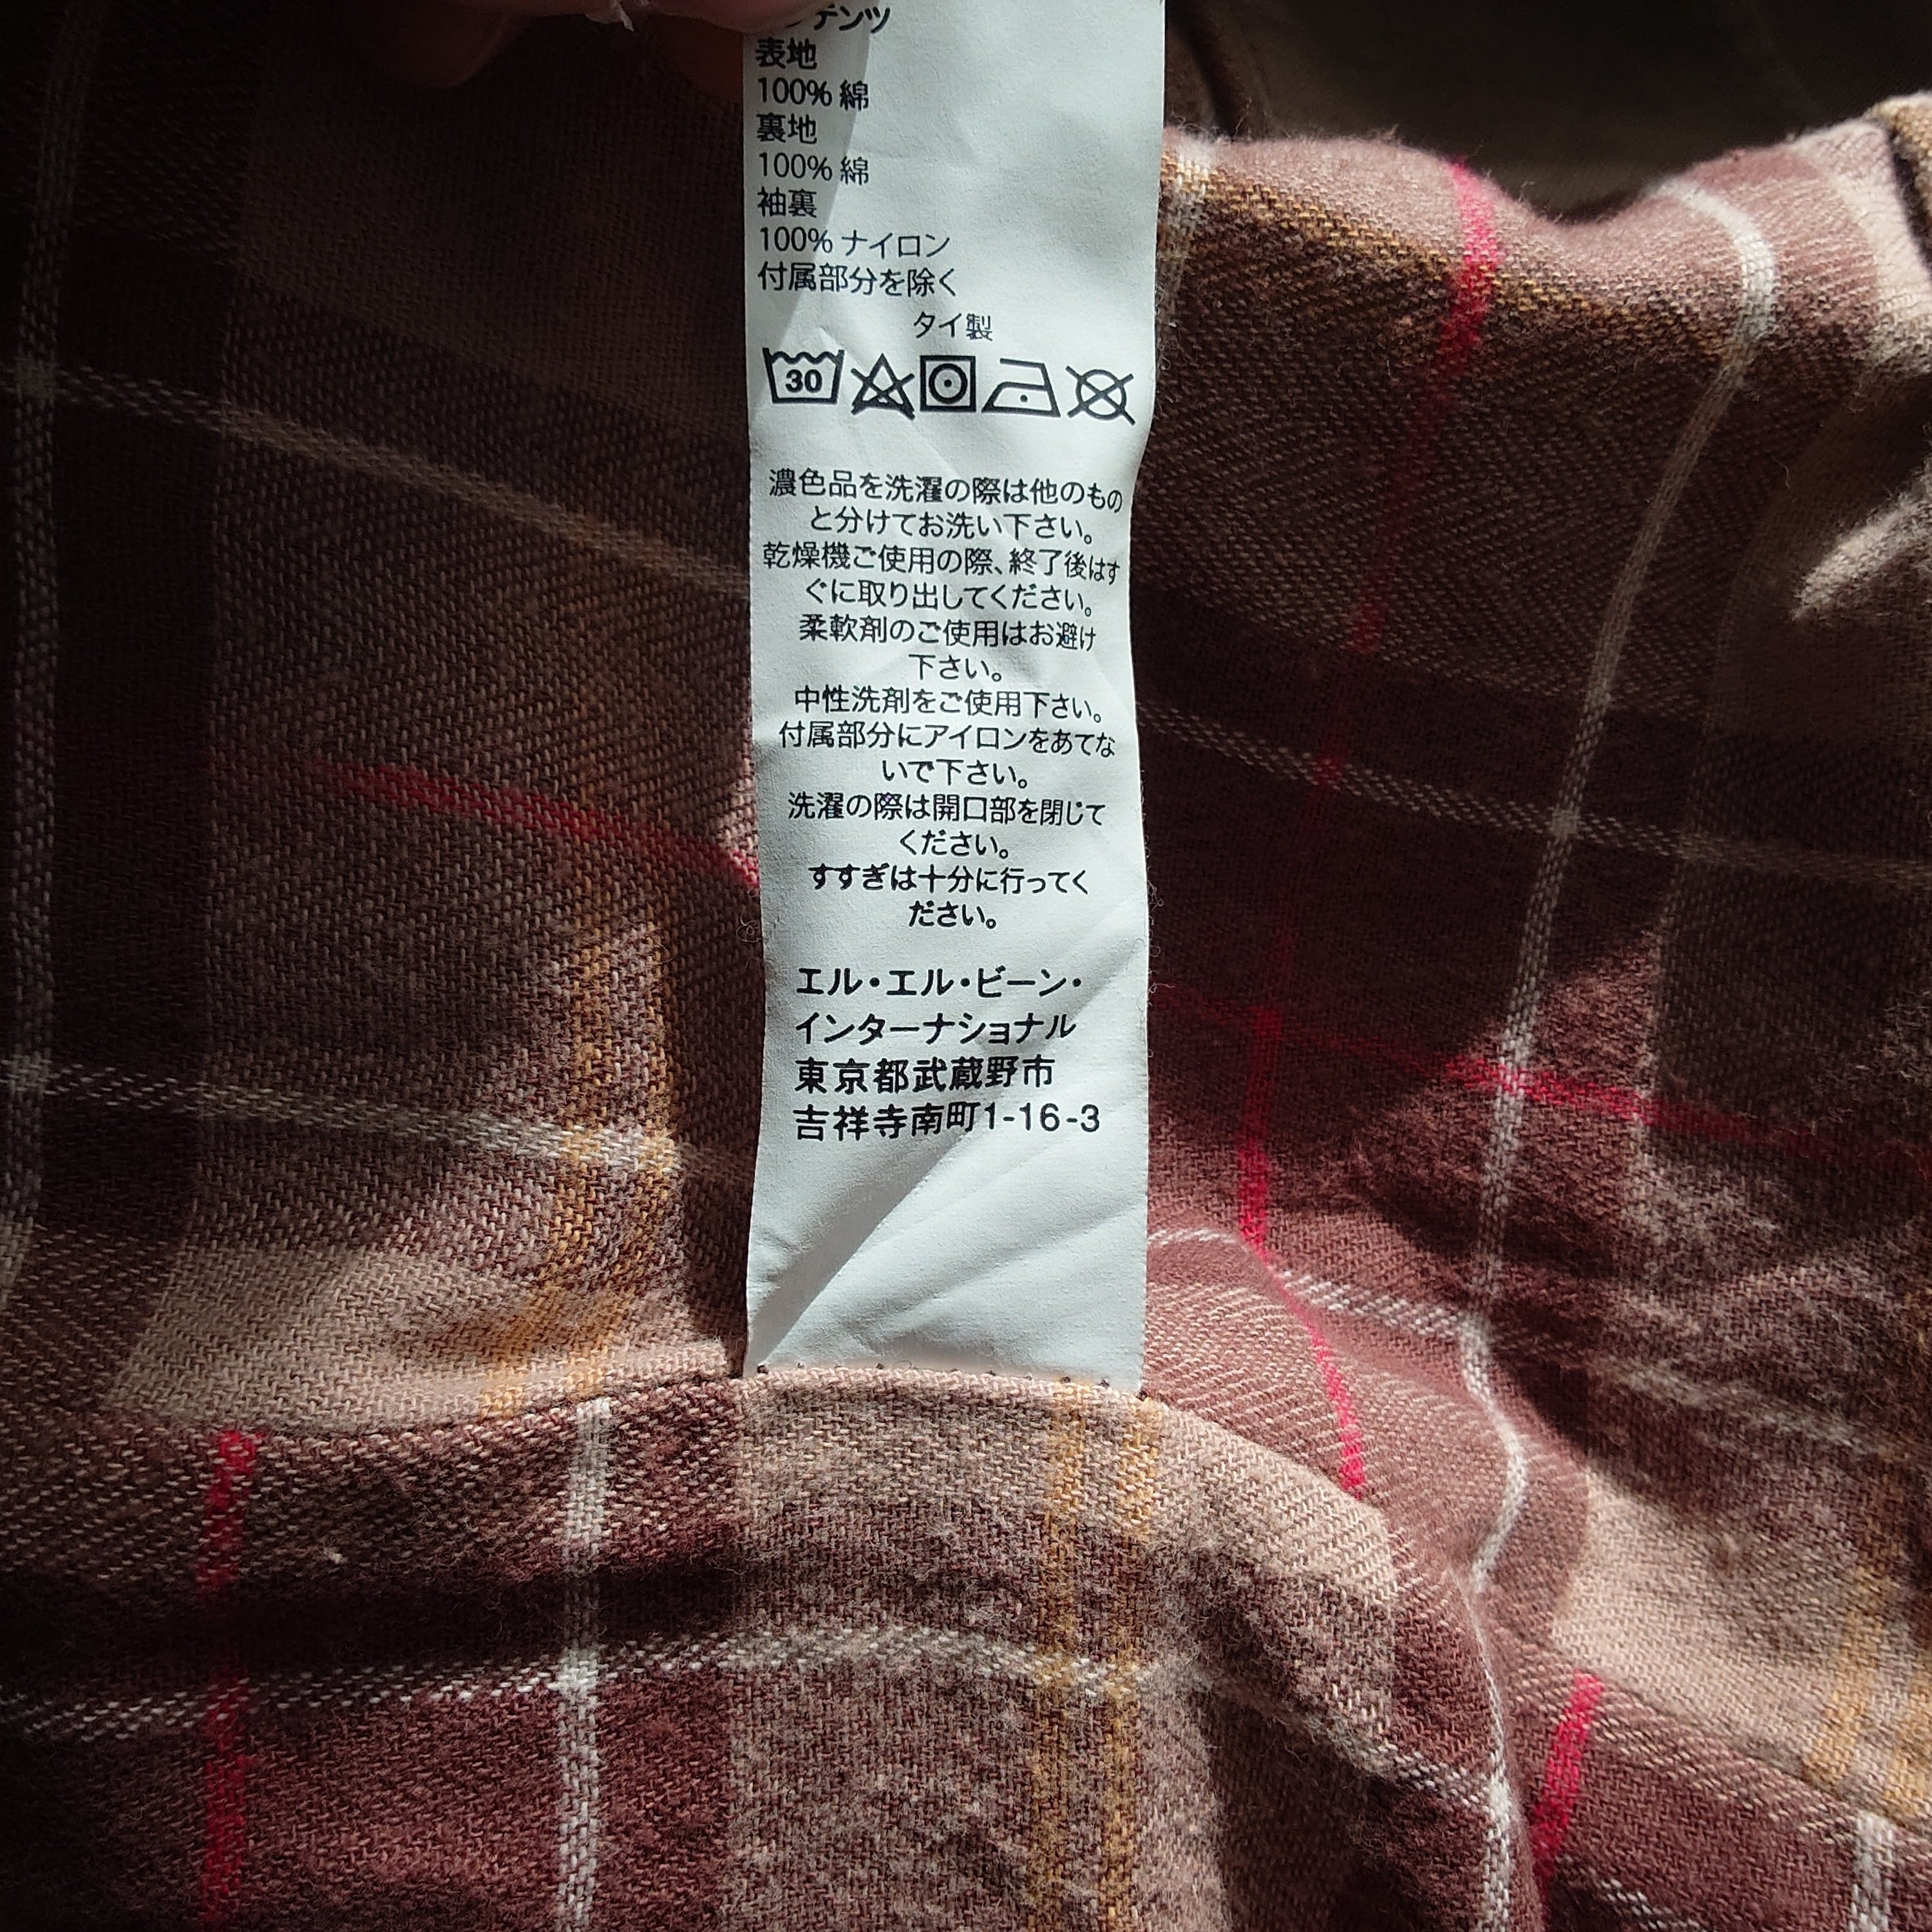 テンツ
表地
100% 綿
裏地
100% 綿
袖裏
100% ナイロン
付属部分を除く
タイ製
30
濃色品を洗濯の際は他のもの
と分けてお洗い下さい。
乾燥機ご使用の際、終了後はす
ぐに取り出してください。
柔軟剤のご使用はお避け
下さい。
中性洗剤をご使用下さい。
付属部分にアイロンをあてな
いで下さい。
洗濯の際は開口部を閉じて
ください。
すすぎは十分に行ってく
ださい。
エル・エル・ビーン・
インターナショナル
東京都武蔵野市
吉祥寺南町1-16-3